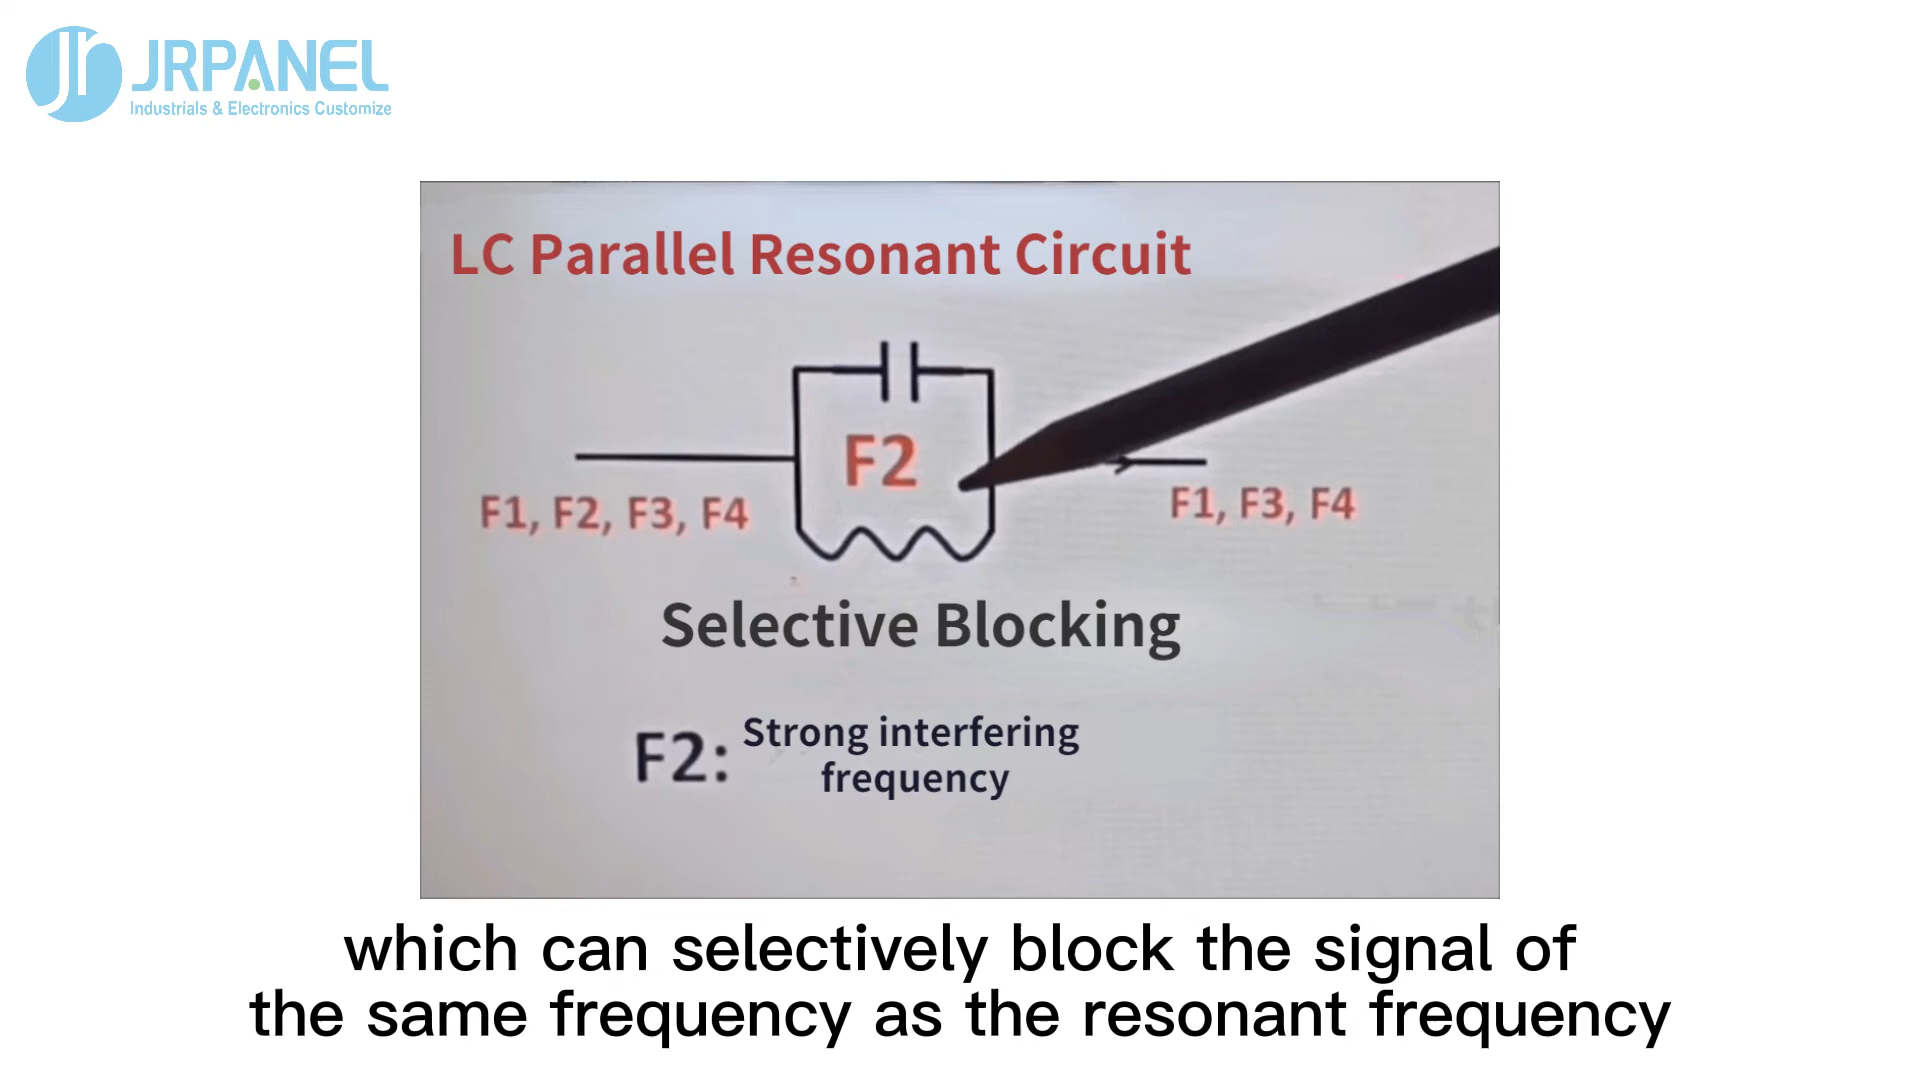 JRPANEL
Industrials & Electronics Customize
LC Parallel Resonant Circuit
F2
F1, F2, F3, F4
F1, F3, F4
Selective Blocking
F2: Strong interfering
frequency
which can selectively block the signal of
the same frequency as the resonant frequency